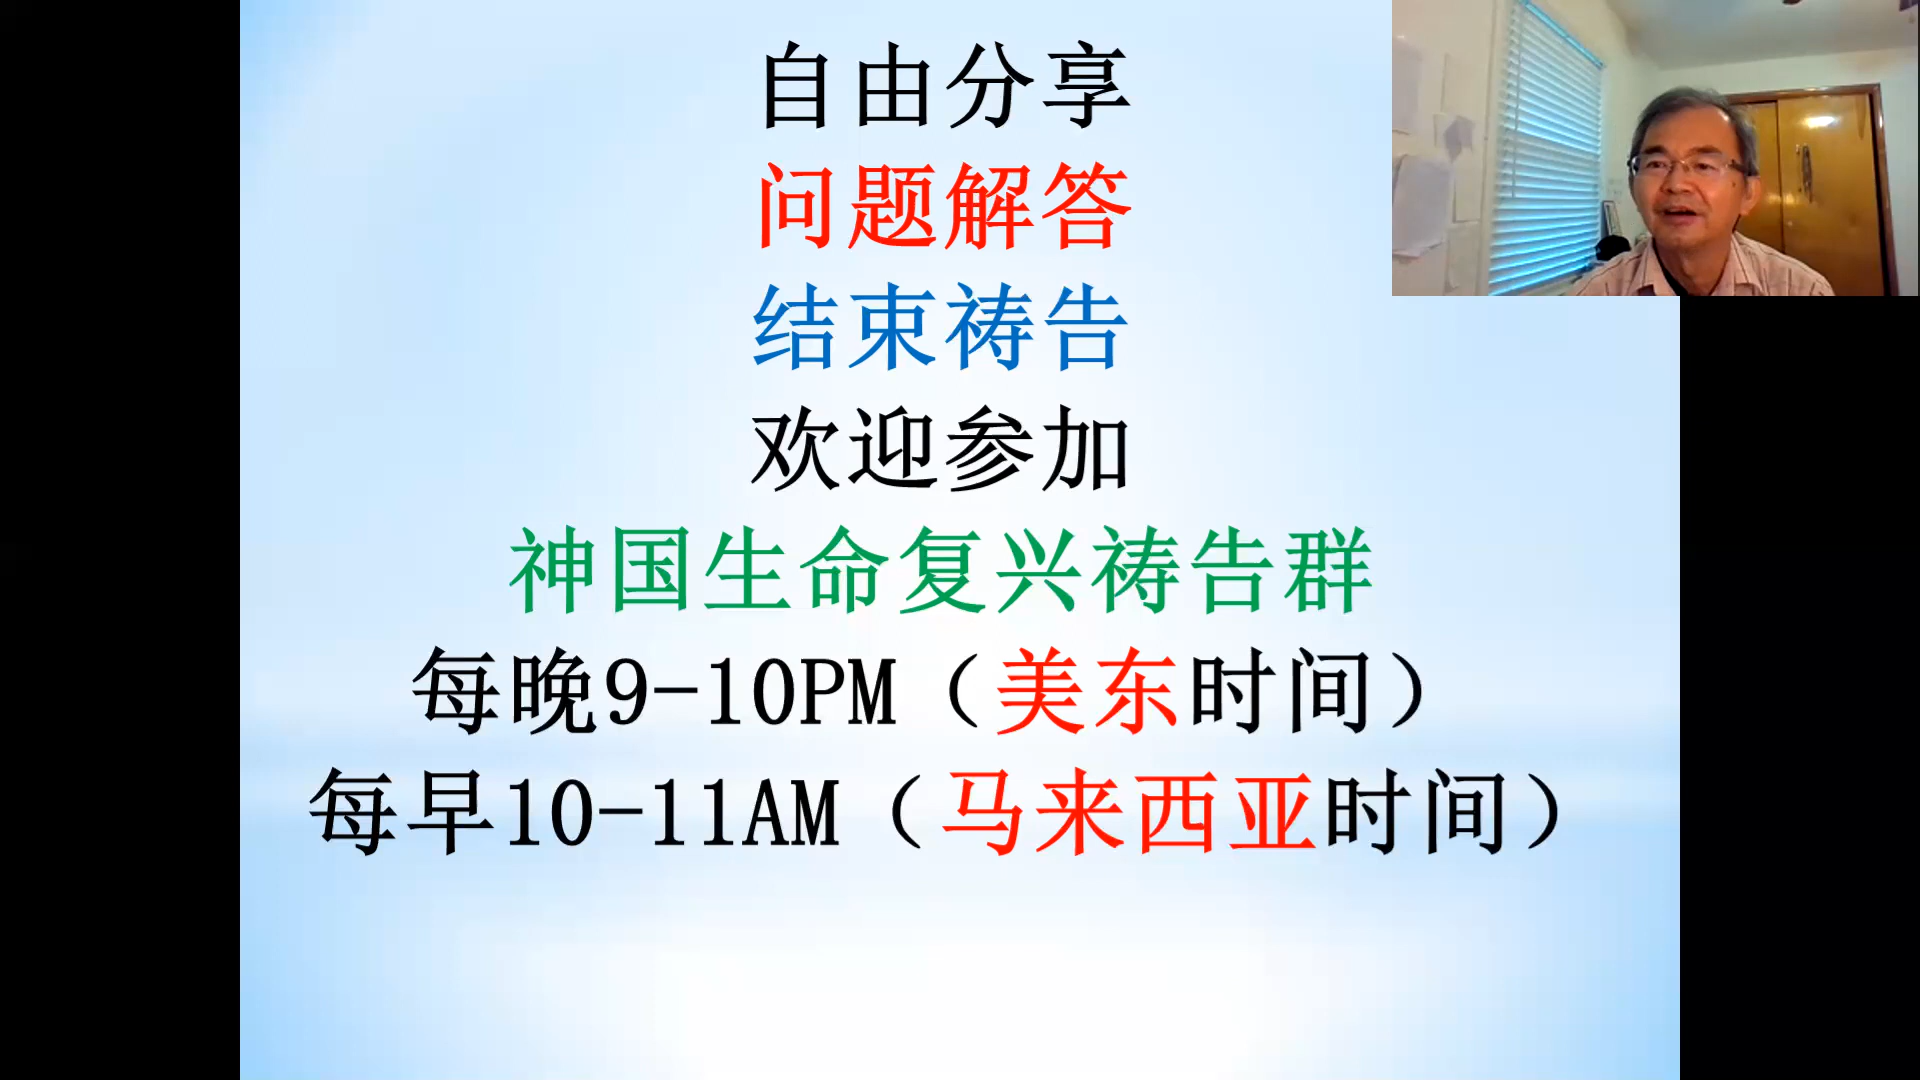 自由分享
问题解答
结束祷告
欢迎参加
神国生命复兴祷告群
每晚9-10PM（美东时间）
每早10-11AM（马来西亚时间）